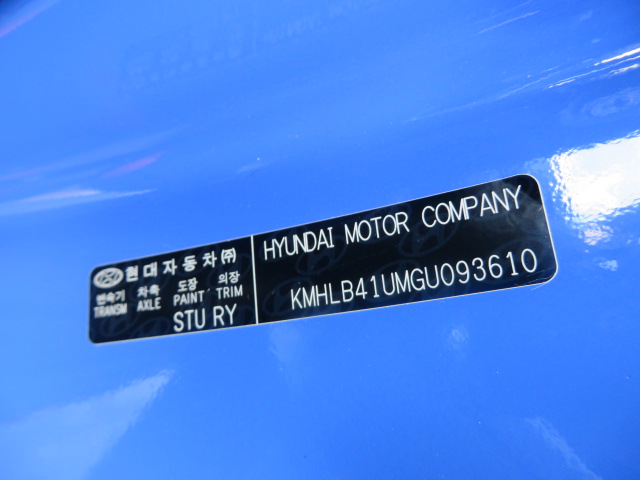 현대자동차㈜
변속기 차축 도장 의장
TRANSM AXLE PAINT TRIM
STU RY
HYUNDAI MOTOR COMPANY
KMHLB41UMGU093610